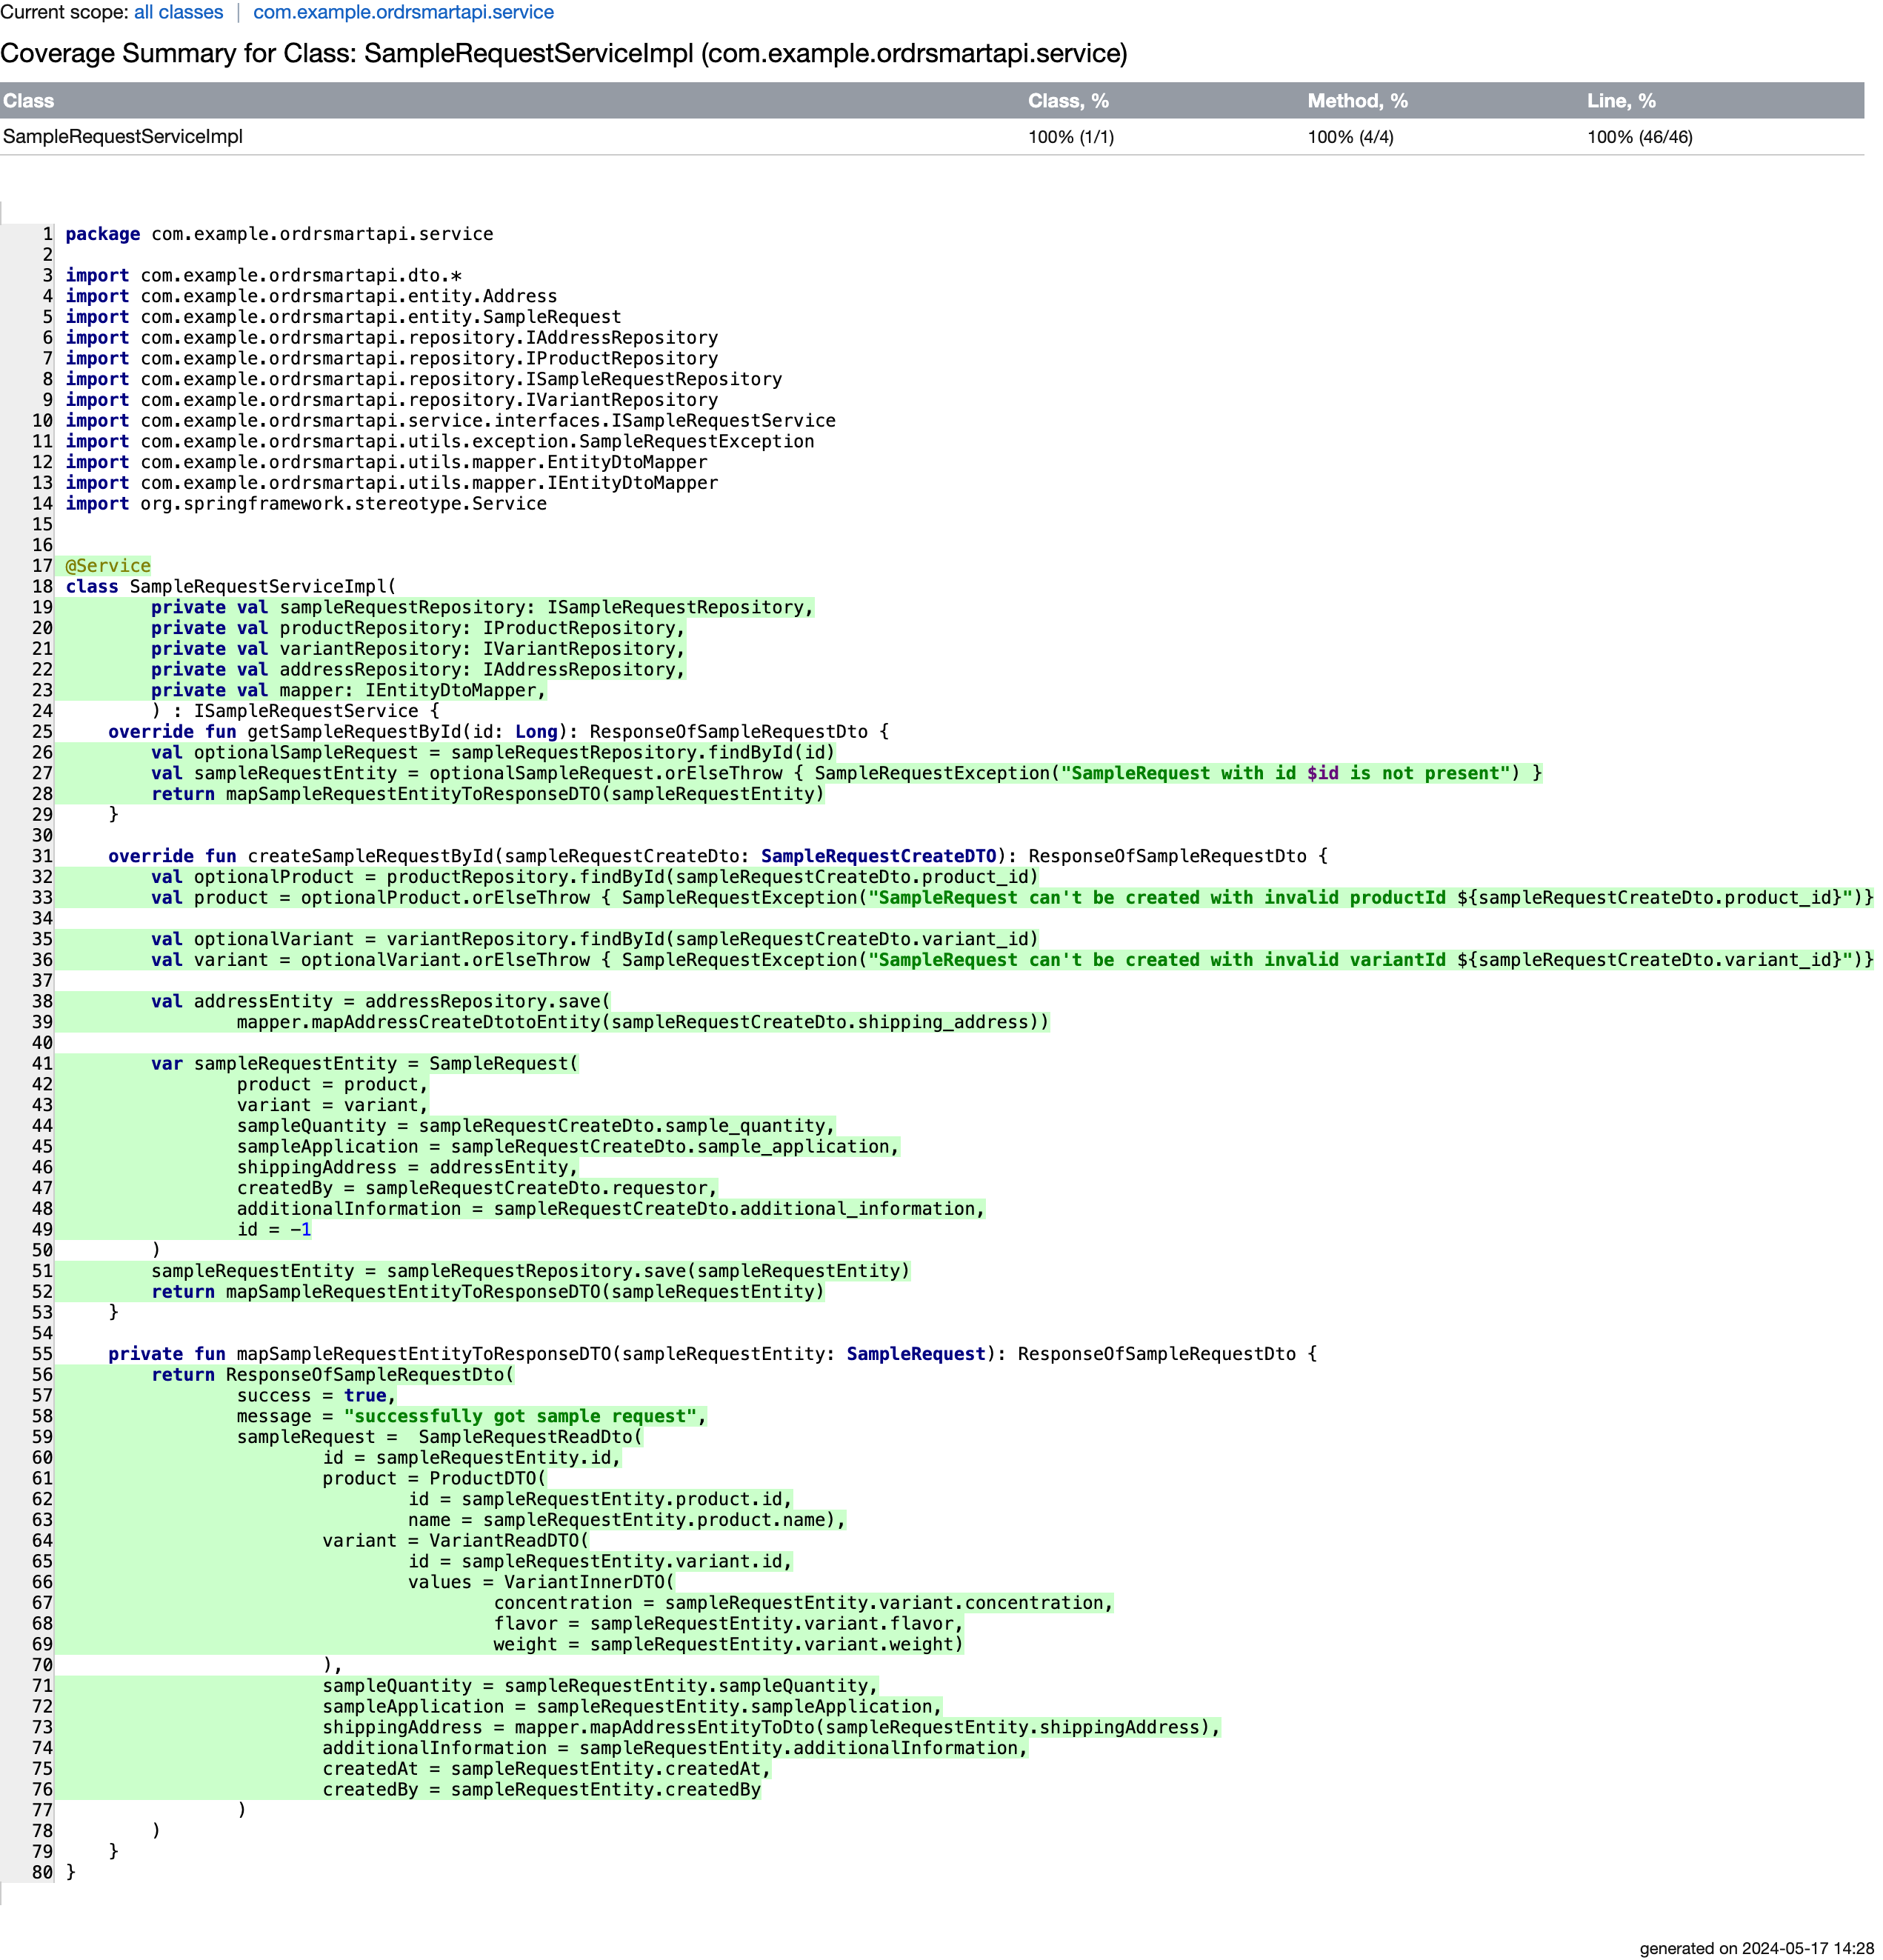 Current scope: all classes | com.example.ordrsmartapi.service
Coverage Summary for Class: SampleRequestServiceImpl (com.example.ordrsmartapi.service)
Class Class, % Method, % Line, %
SampleRequestServiceImpl 100% (1/1) 100% (4/4) 100% (46/46)
1 package com.example.ordrsmartapi.service
2
3 import com.example.ordrsmartapi.dto.*
4 import com.example.ordrsmartapi.entity.Address
5 import com.example.ordrsmartapi.entity.SampleRequest
6 import com.example.ordrsmartapi.repository.IAddressRepository
7 import com.example.ordrsmartapi.repository.IProductRepository
8 import com.example.ordrsmartapi.repository.ISampleRequestRepository
9 import com.example.ordrsmartapi.repository.IVariantRepository
10 import com.example.ordrsmartapi.service.interfaces.ISampleRequestService
11 import com.example.ordrsmartapi.utils.exception.SampleRequestException
12 import com.example.ordrsmartapi.utils.mapper.EntityDtoMapper
13 import com.example.ordrsmartapi.utils.mapper.IEntityDtoMapper
14 import org.springframework.stereotype.Service
15
16
17 @Service
18 class SampleRequestServiceImpl(
19         private val sampleRequestRepository: ISampleRequestRepository,
20         private val productRepository: IProductRepository,
21         private val variantRepository: IVariantRepository,
22         private val addressRepository: IAddressRepository,
23         private val mapper: IEntityDtoMapper,
24         ) : ISampleRequestService {
25     override fun getSampleRequestById(id: Long): ResponseOfSampleRequestDto {
26         val optionalSampleRequest = sampleRequestRepository.findById(id)
27         val sampleRequestEntity = optionalSampleRequest.orElseThrow { SampleRequestException("SampleRequest with id $id is not present") }
28         return mapSampleRequestEntityToResponseDTO(sampleRequestEntity)
29     }
30
31     override fun createSampleRequestById(sampleRequestCreateDto: SampleRequestCreateDTO): ResponseOfSampleRequestDto {
32         val optionalProduct = productRepository.findById(sampleRequestCreateDto.product_id)
33         val product = optionalProduct.orElseThrow { SampleRequestException("SampleRequest can't be created with invalid productId ${sampleRequestCreateDto.product_id}")}
34
35         val optionalVariant = variantRepository.findById(sampleRequestCreateDto.variant_id)
36         val variant = optionalVariant.orElseThrow { SampleRequestException("SampleRequest can't be created with invalid variantId ${sampleRequestCreateDto.variant_id}")}
37
38         val addressEntity = addressRepository.save(
39                 mapper.mapAddressCreateDtotoEntity(sampleRequestCreateDto.shipping_address))
40
41         var sampleRequestEntity = SampleRequest(
42                 product = product,
43                 variant = variant,
44                 sampleQuantity = sampleRequestCreateDto.sample_quantity,
45                 sampleApplication = sampleRequestCreateDto.sample_application,
46                 shippingAddress = addressEntity,
47                 createdBy = sampleRequestCreateDto.requestor,
48                 additionalInformation = sampleRequestCreateDto.additional_information,
49                 id = -1
50         )
51         sampleRequestEntity = sampleRequestRepository.save(sampleRequestEntity)
52         return mapSampleRequestEntityToResponseDTO(sampleRequestEntity)
53     }
54
55     private fun mapSampleRequestEntityToResponseDTO(sampleRequestEntity: SampleRequest): ResponseOfSampleRequestDto {
56         return ResponseOfSampleRequestDto(
57                 success = true,
58                 message = "successfully got sample request",
59                 sampleRequest =  SampleRequestReadDto(
60                         id = sampleRequestEntity.id,
61                         product = ProductDTO(
62                                 id = sampleRequestEntity.product.id,
63                                 name = sampleRequestEntity.product.name),
64                         variant = VariantReadDTO(
65                                 id = sampleRequestEntity.variant.id,
66                                 values = VariantInnerDTO(
67                                         concentration = sampleRequestEntity.variant.concentration,
68                                         flavor = sampleRequestEntity.variant.flavor,
69                                         weight = sampleRequestEntity.variant.weight)
70                         ),
71                         sampleQuantity = sampleRequestEntity.sampleQuantity,
72                         sampleApplication = sampleRequestEntity.sampleApplication,
73                         shippingAddress = mapper.mapAddressEntityToDto(sampleRequestEntity.shippingAddress),
74                         additionalInformation = sampleRequestEntity.additionalInformation,
75                         createdAt = sampleRequestEntity.createdAt,
76                         createdBy = sampleRequestEntity.createdBy
77                 )
78         )
79     }
80 }
generated on 2024-05-17 14:28